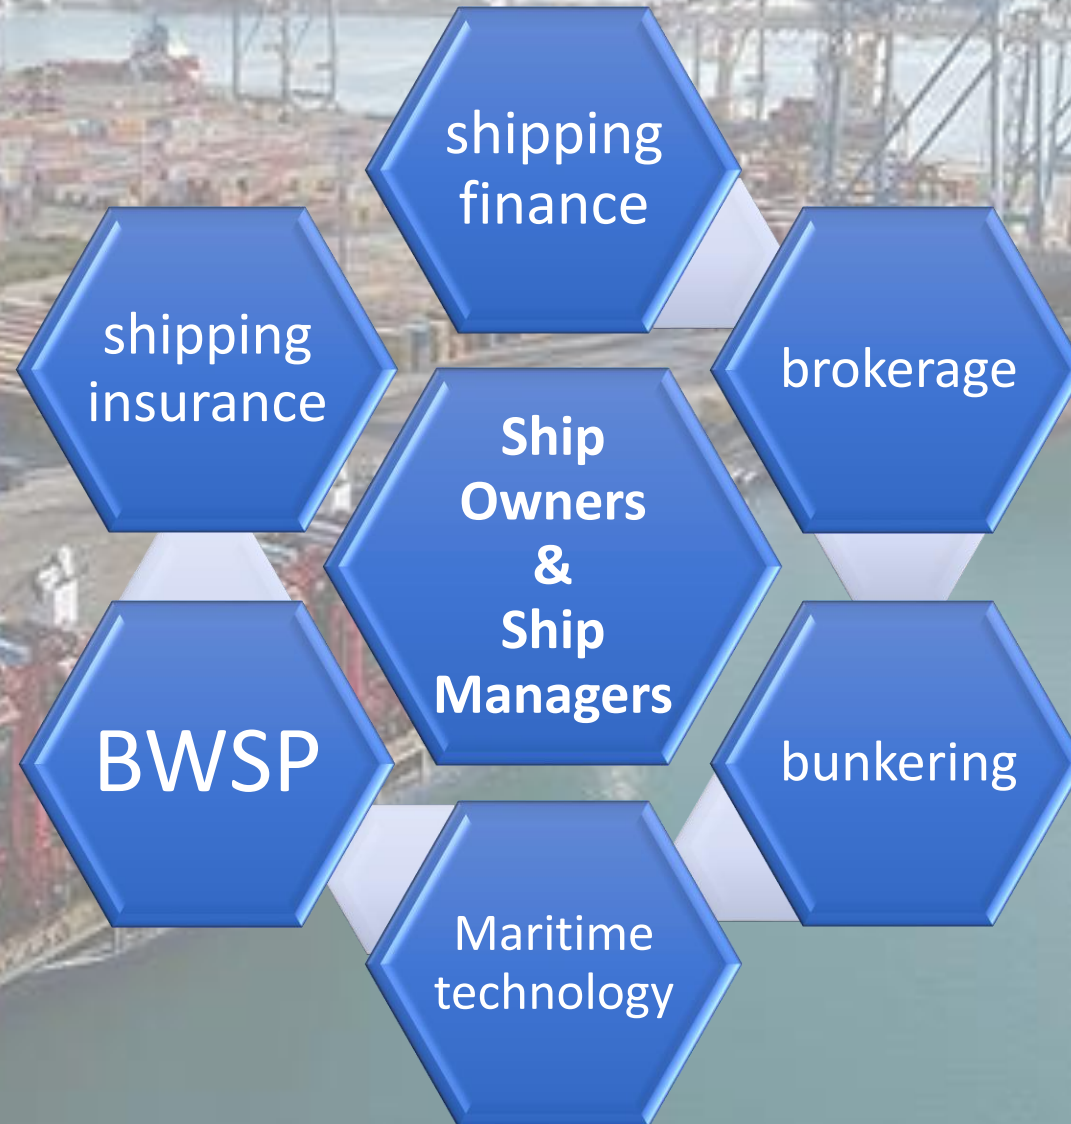 shipping
finance
shipping
insurance
brokerage
Ship
Owners
&
Ship
Managers
BWSP
bunkering
Maritime
technology